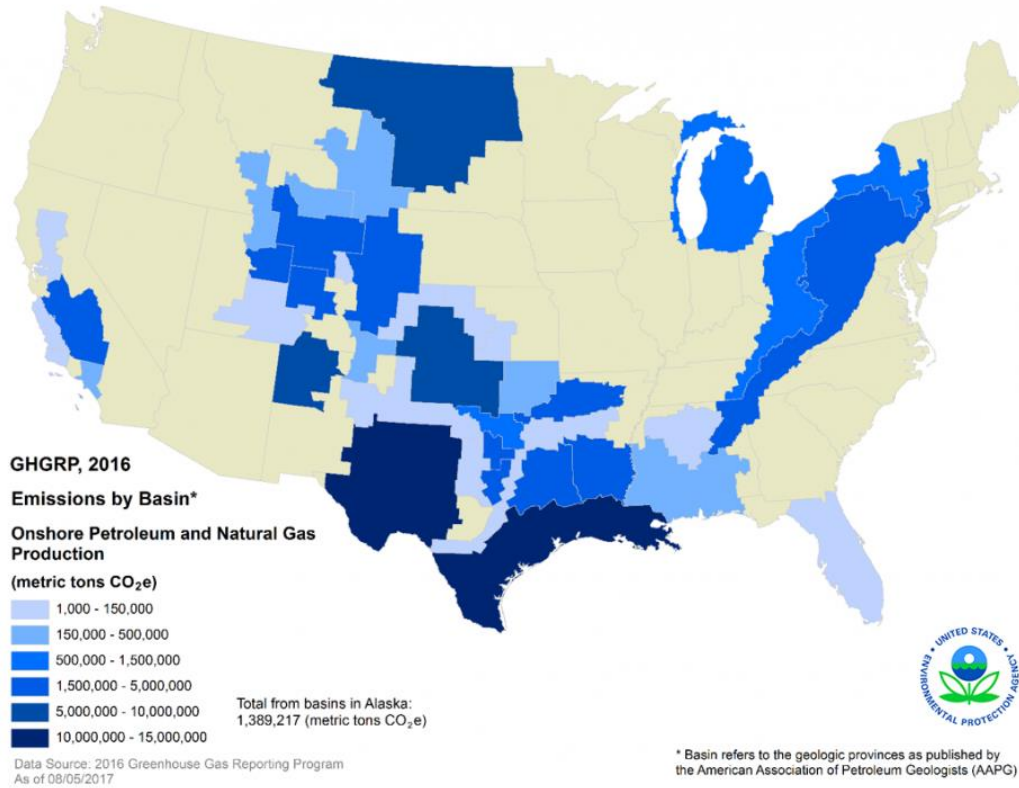 GHGRP, 2016
Emissions by Basin*
Onshore Petroleum and Natural Gas
Production
(metric tons CO₂e)
1,000 - 150,000
150,000 - 500,000
500,000 - 1,500,000
1,500,000 - 5,000,000
5,000,000 - 10,000,000
10,000,000 - 15,000,000
Total from basins in Alaska:
1,389,217 (metric tons CO₂e)
Data Source: 2016 Greenhouse Gas Reporting Program
As of 08/05/2017
UNITED STATES
ENVIRONMENTAL PROTECTION AGENCY
* Basin refers to the geologic provinces as published by
the American Association of Petroleum Geologists (AAPG)